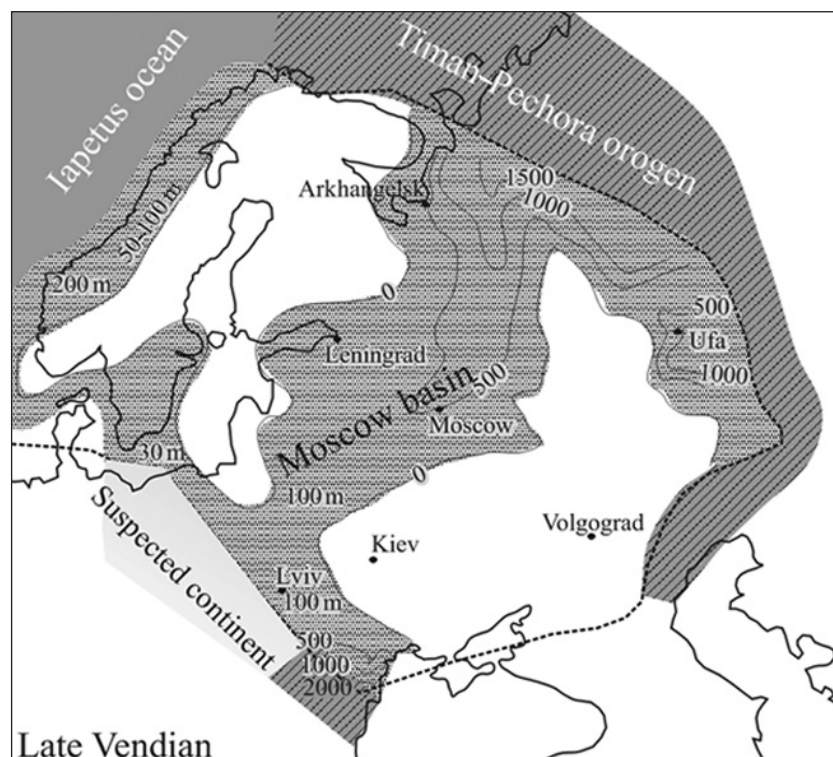 Iapetus ocean
Timan-Pechora orogen
Arkhangelsk
1500
1000
50-100 m
200 m
0
500
Ufa
1000
Leningrad
Moscow basin
500
Moscow
30 m
100 m
0
Suspected continent
Kiev
Volgograd
Lviv
100 m
500
1000
2000
Late Vendian